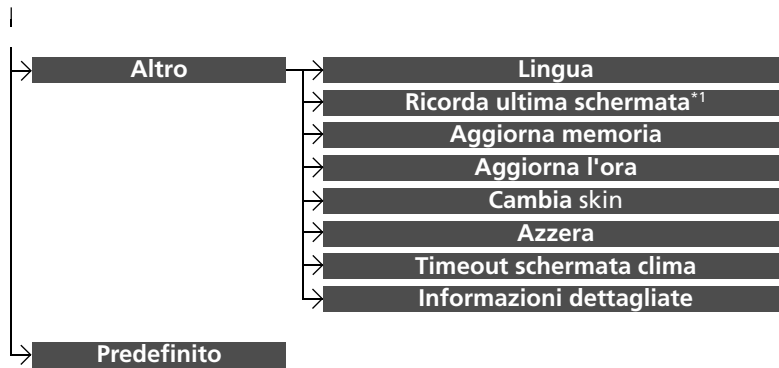 Altro
Lingua
Ricorda ultima schermata*1
Aggiorna memoria
Aggiorna l'ora
Cambia skin
Azzera
Timeout schermata clima
Informazioni dettagliate
Predefinito